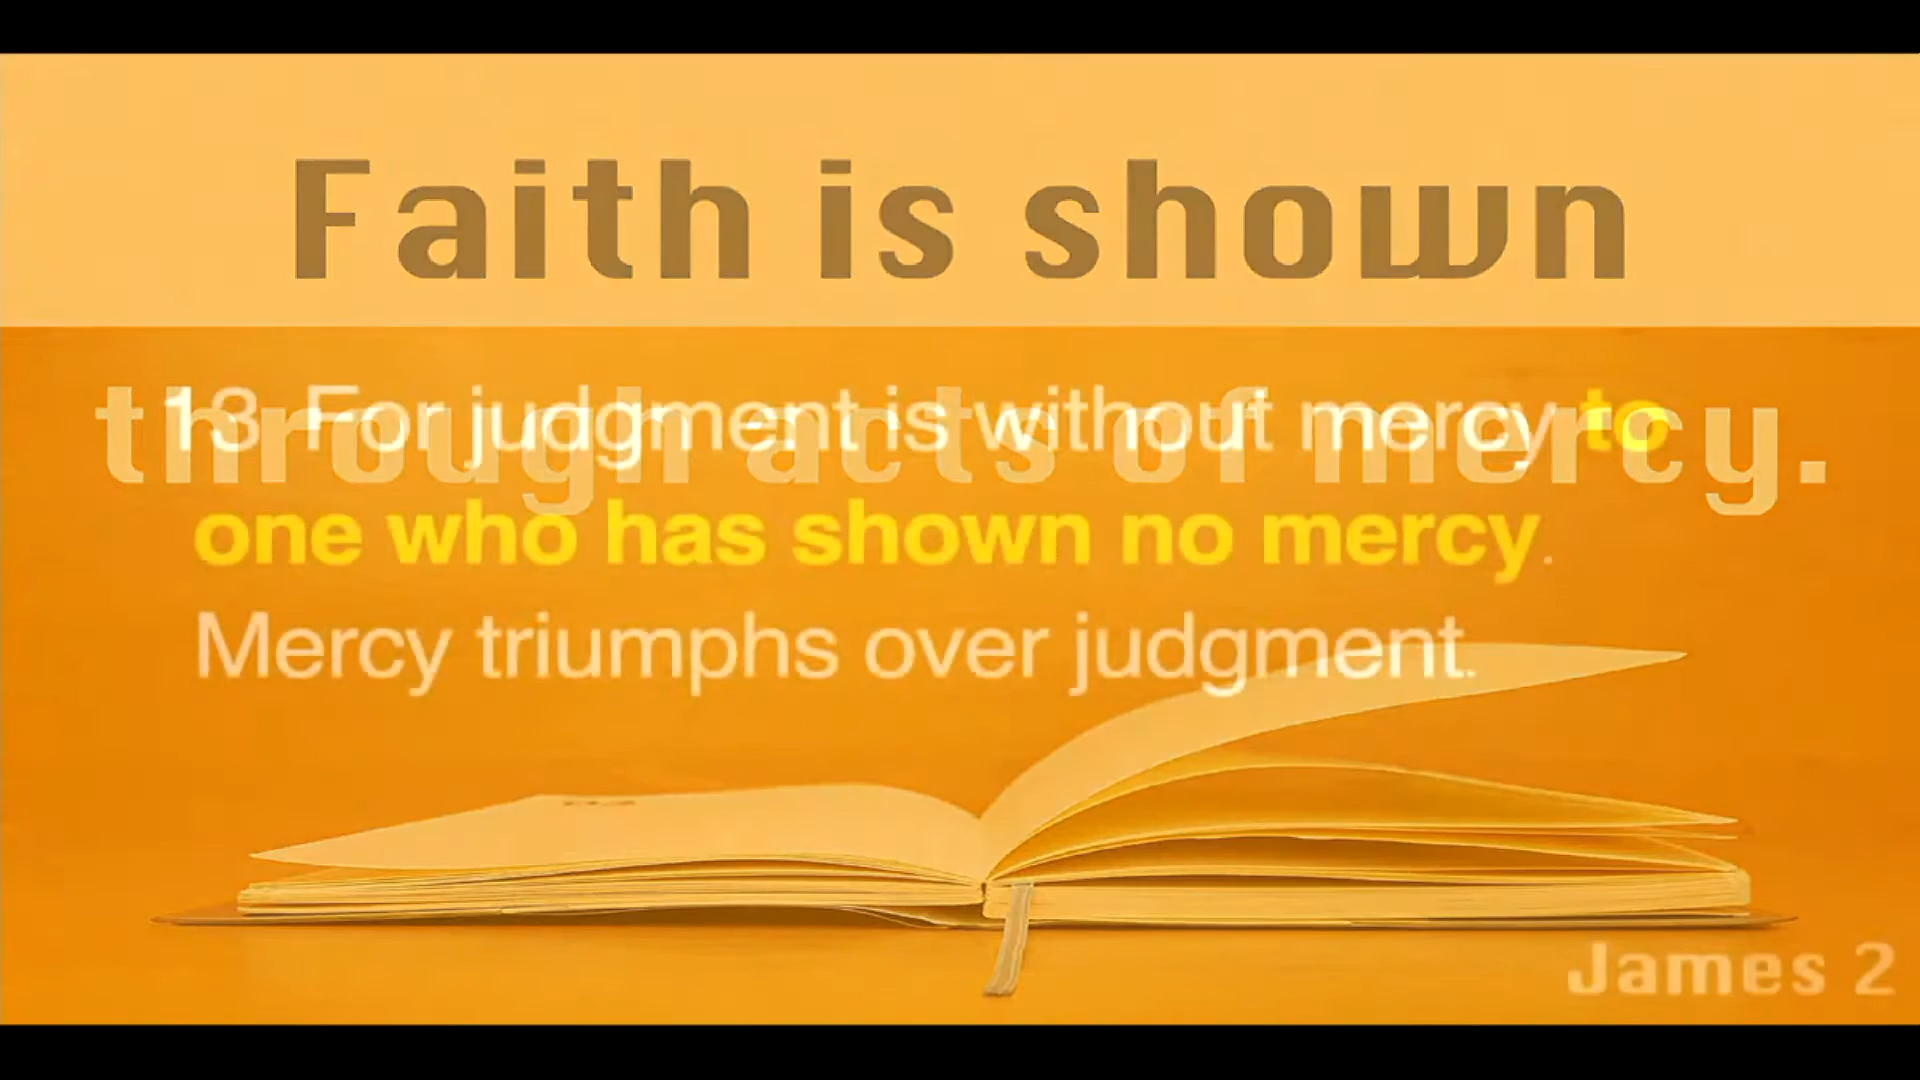 Faith is shown
through acts of mercy.
13 For judgment is without mercy to
one who has shown no mercy.
Mercy triumphs over judgment.
James 2